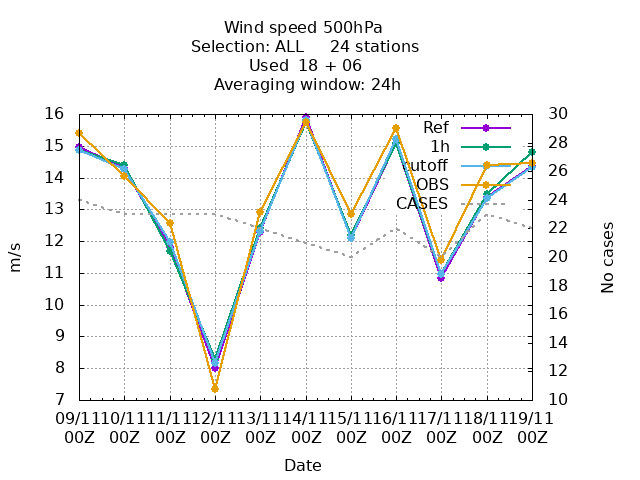 Wind speed 500hPa
Selection: ALL     24 stations
Used  18 + 06
Averaging window: 24h
16
15
14
13
12
11
10
9
8
7
m/s
30
28
26
24
22
20
18
16
14
12
10
No cases
Ref
1h
cutoff
OBS
CASES
09/11 10/11 11/11 12/11 13/11 14/11 15/11 16/11 17/11 18/11 19/11
00Z 00Z 00Z 00Z 00Z 00Z 00Z 00Z 00Z 00Z 00Z
Date